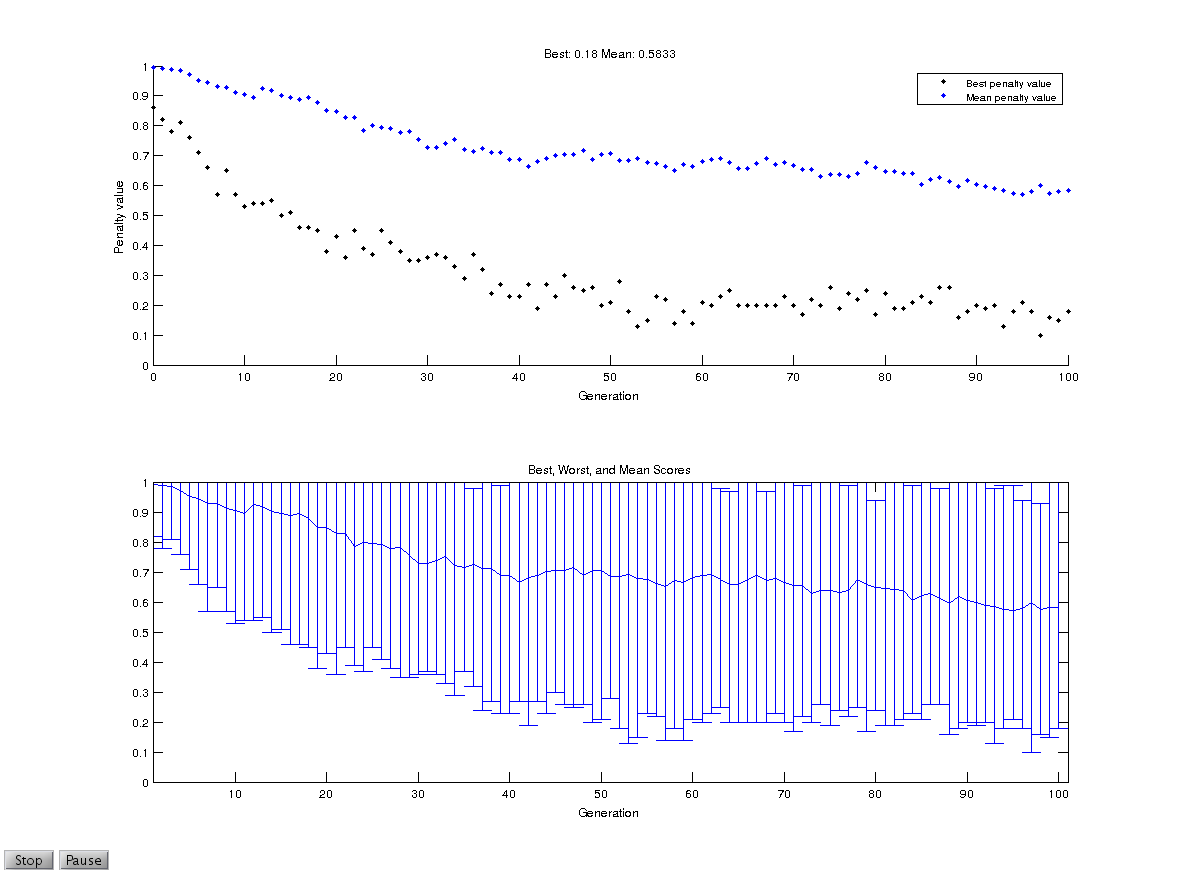 Best: 0.18 Mean: 0.5833
Best penalty value
Mean penalty value
Penalty value
1
0.9
0.8
0.7
0.6
0.5
0.4
0.3
0.2
0.1
0
0 10 20 30 40 50 60 70 80 90 100
Generation
Best, Worst, and Mean Scores
1
0.9
0.8
0.7
0.6
0.5
0.4
0.3
0.2
0.1
0
10 20 30 40 50 60 70 80 90 100
Generation
Stop Pause